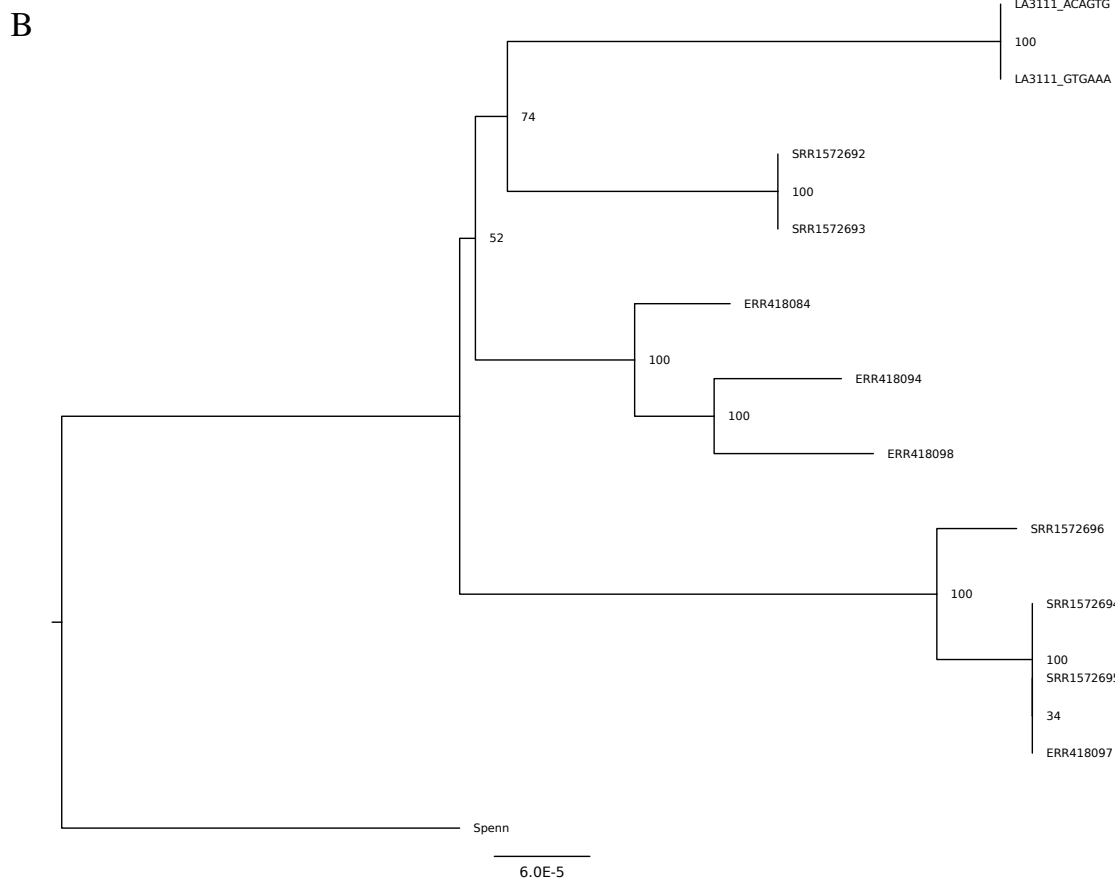 B
LA3111_ACAGTG
100
LA3111_GTGAAA
74
SRR1572692
100
SRR1572693
52
ERR418084
100
ERR418094
100
ERR418098
SRR1572696
100
SRR1572694
100
SRR1572695
34
ERR418097
Spenn
6.0E-5